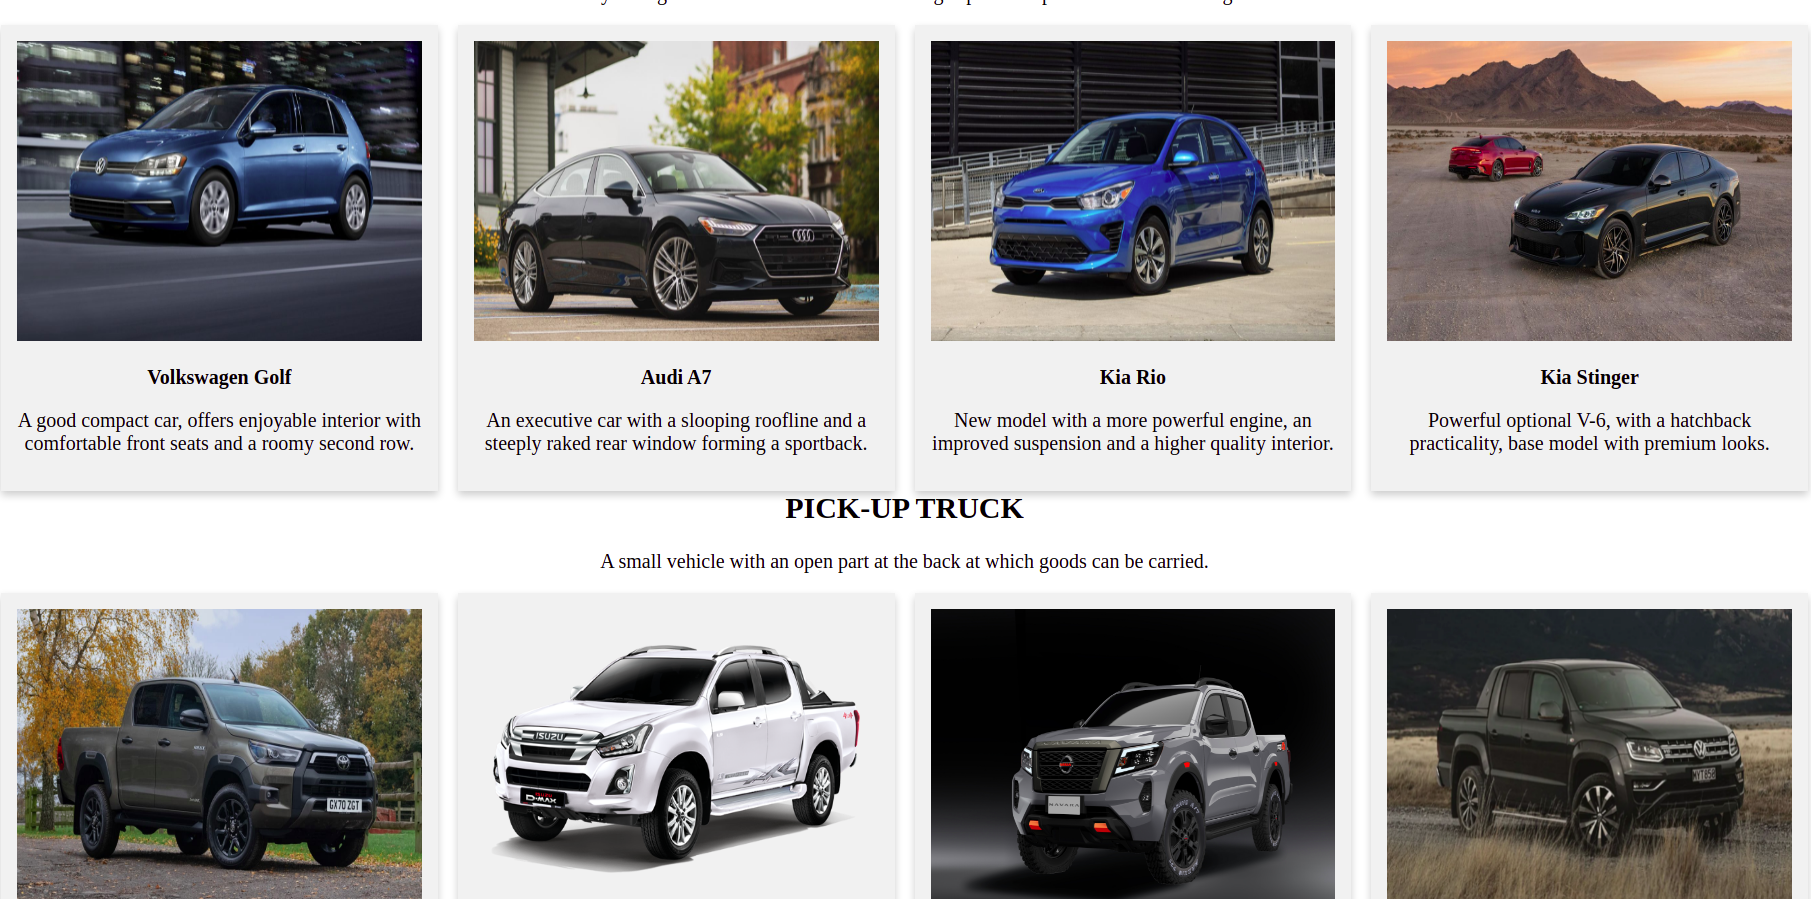 Volkswagen Golf
A good compact car, offers enjoyable interior with
comfortable front seats and a roomy second row.
Audi A7
An executive car with a slooping roofline and a
steeply raked rear window forming a sportback.
Kia Rio
New model with a more powerful engine, an
improved suspension and a higher quality interior.
Kia Stinger
Powerful optional V-6, with a hatchback
practicality, base model with premium looks.
PICK-UP TRUCK
A small vehicle with an open part at the back at which goods can be carried.
GX70 ZGT
ISUZU
D-MAX
4x4
NAVARA